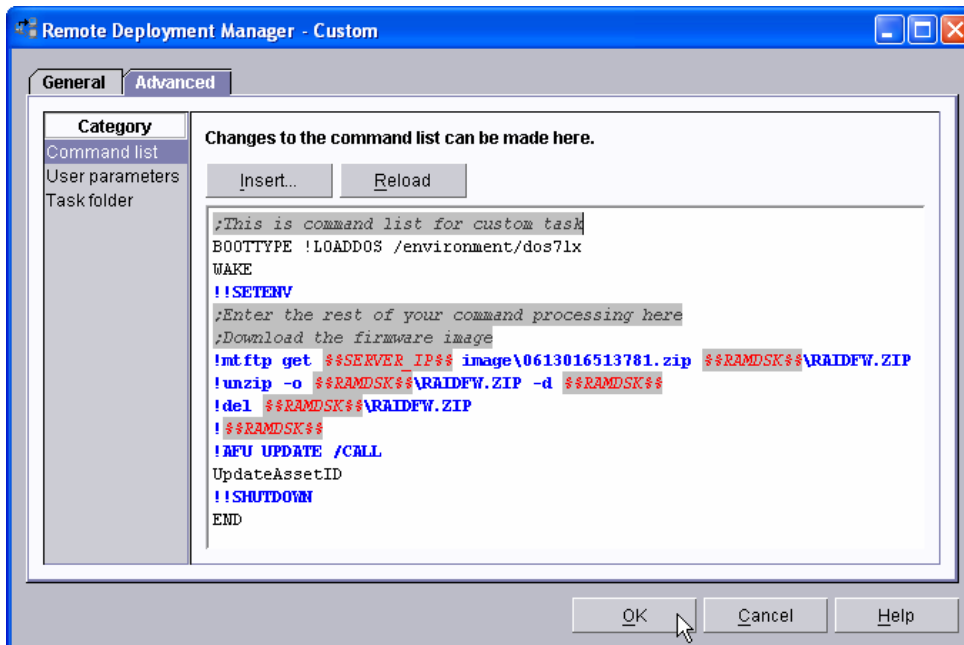 Remote Deployment Manager - Custom
General Advanced
Category
Command list
User parameters
Task folder
Changes to the command list can be made here.
Insert... Reload
;This is command list for custom task
BOOTTYPE !LOADDOS /environment/dos71x
WAKE
!!SETENV
;Enter the rest of your command processing here
;Download the firmware image
!mtftp get $$SERVER_IP$$ image\0613016513781.zip $$RAMDSK$$\RAIDFW.ZIP
!unzip -o $$RAMDSK$$\RAIDFW.ZIP -d $$RAMDSK$$
!del $$RAMDSK$$\RAIDFW.ZIP
!$$RAMDSK$$
!AFU UPDATE /CALL
UpdateAssetID
!!SHUTDOWN
END
OK Cancel Help